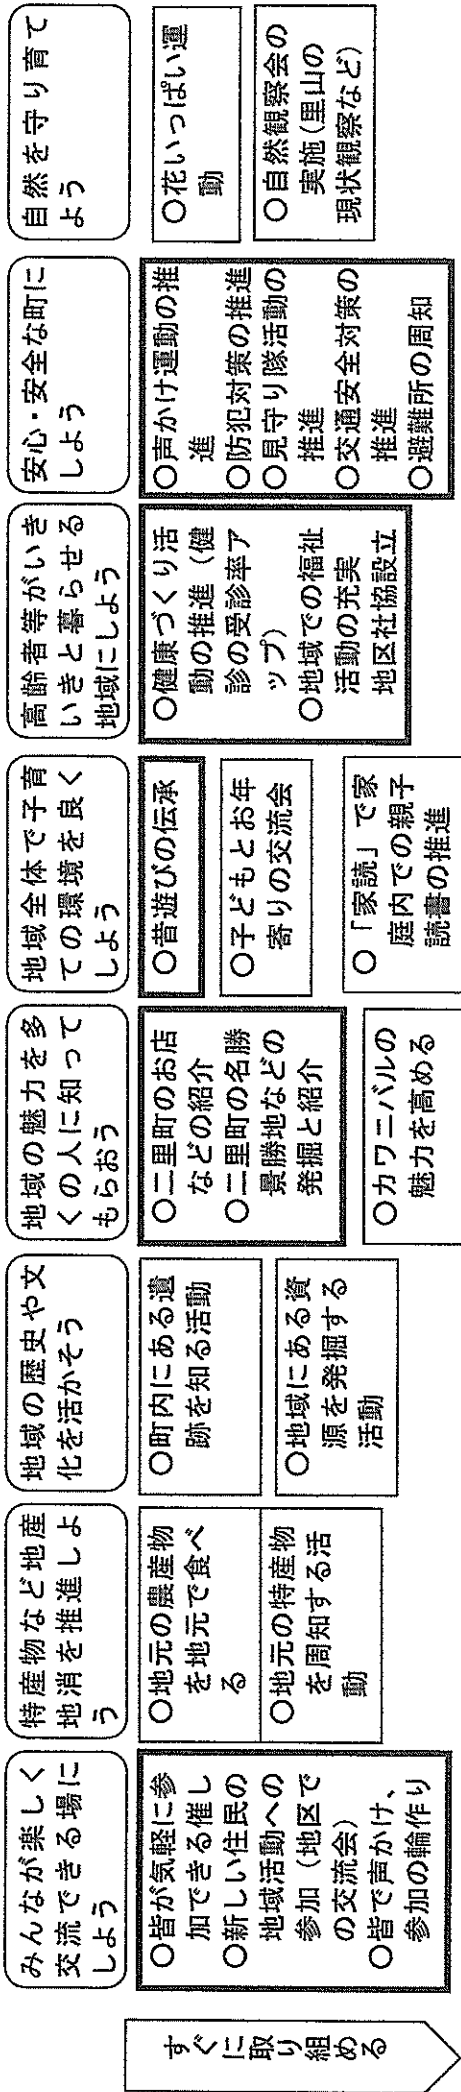 すぐに取り組める
みんなが楽しく
交流できる場に
しよう
○皆が気軽に参
加できる催し
○新しい住民の
地域活動への
参加（地区で
の交流会）
○皆で声かけ、
参加の輪作り
特産物など地産
地消を推進しよ
う
○地元の農産物
を地元で食べ
る
○地元の特産物
を周知する活
動
地域の歴史や文
化を活かそう
○町内にある遺
跡を知る活動
○地域にある資
源を発掘する
活動
地域の魅力を多
くの人に知って
もらおう
○二里町のお店
などの紹介
○二里町の名勝
景勝地などの
発掘と紹介
○カワニバルの
魅力を高める
地域全体で子育
ての環境を良く
しよう
○昔遊びの伝承
○子どもとお年
寄りの交流会
○「家読」で家
庭内での親子
読書の推進
高齢者等がいき
いきと暮らせる
地域にしよう
○健康づくり活
動の推進（健
診の受診率ア
ップ）
○地域での福祉
活動の充実
地区社協設立
安心・安全な町に
しよう
○声かけ運動の推
進
○防犯対策の推進
○見守り隊活動の
推進
○交通安全対策の
推進
○避難所の周知
自然を守り育て
よう
○花いっぱい運
動
○自然観察会の
実施（里山の
現状観察など）